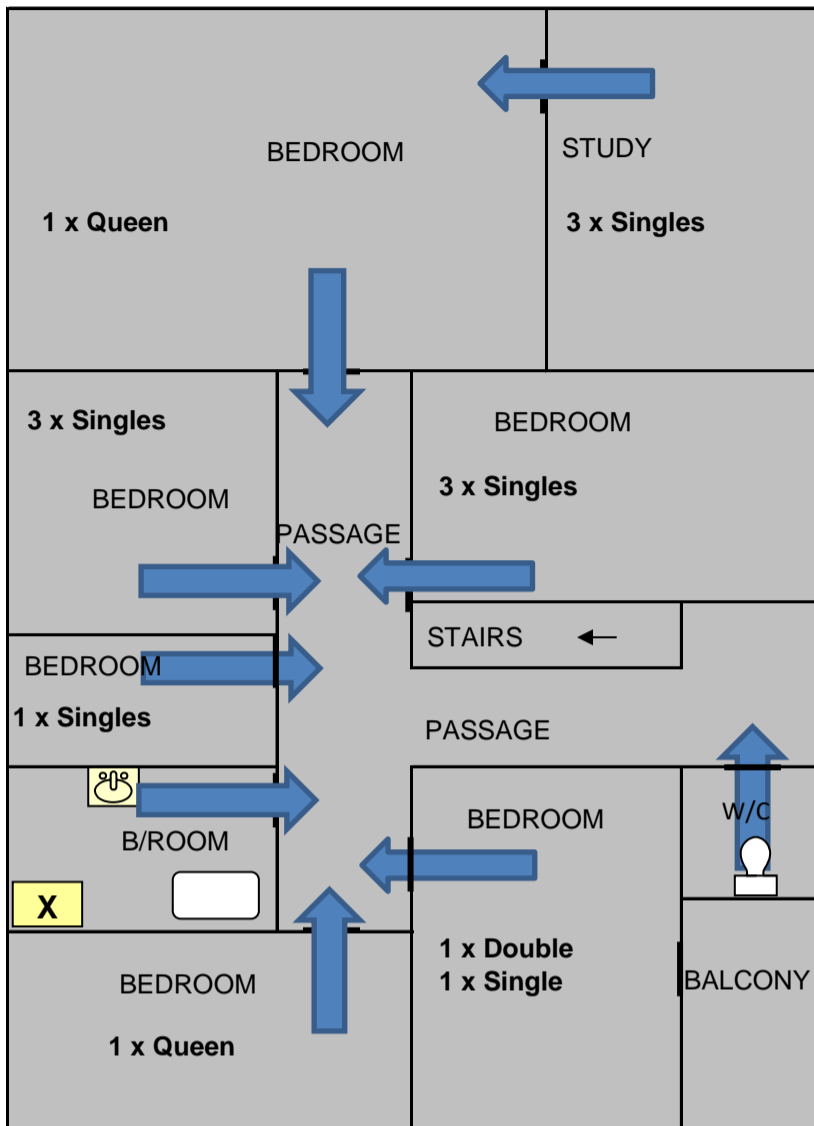 BEDROOM
STUDY
1 x Queen
3 x Singles
3 x Singles
BEDROOM
BEDROOM
3 x Singles
PASSAGE
STAIRS
BEDROOM
1 x Singles
PASSAGE
B/ROOM
BEDROOM
W/C
X
1 x Double
1 x Single
BALCONY
BEDROOM
1 x Queen